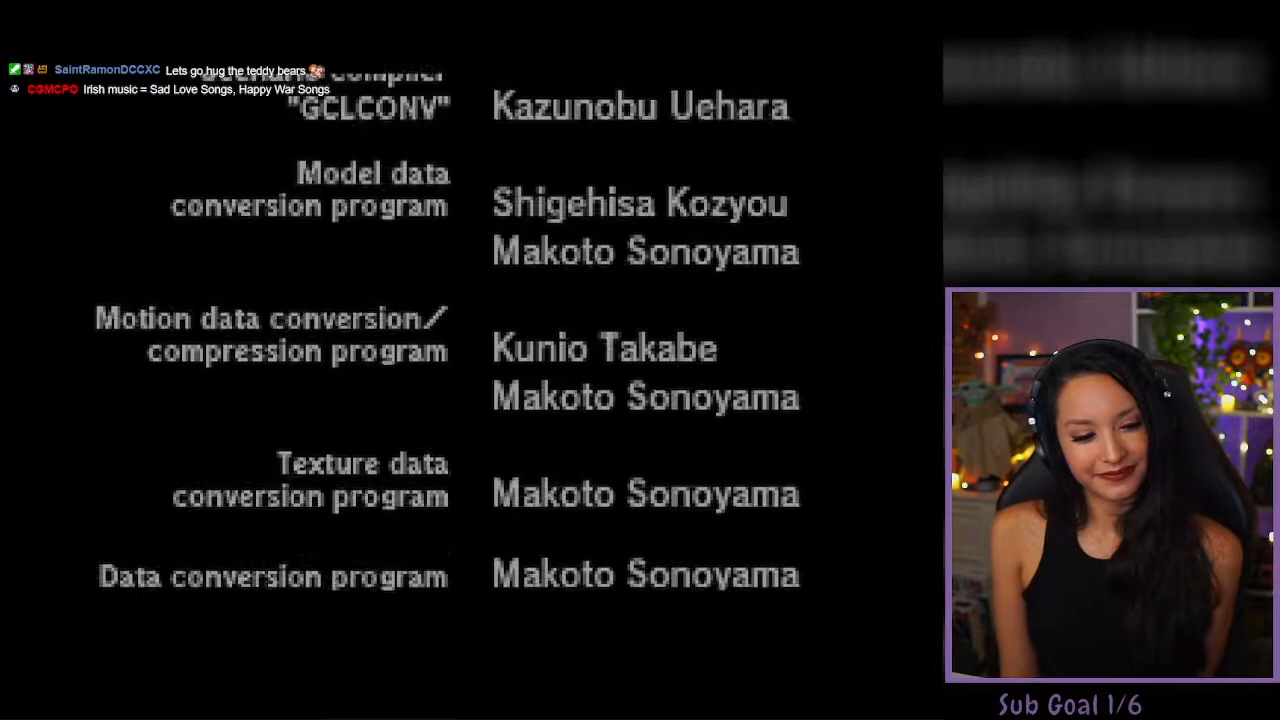 SaintRamonDCCXC Lets go hug the teddy bears
CGMCPO Irish music = Sad Love Songs, Happy War Songs
compiler
"GCLCONV" Kazunobu Uehara
Model data
conversion program Shigehisa Kozyou
Makoto Sonoyama
Motion data conversion/
compression program Kunio Takabe
Makoto Sonoyama
Texture data
conversion program Makoto Sonoyama
Data conversion program Makoto Sonoyama
Sub Goal 1/6